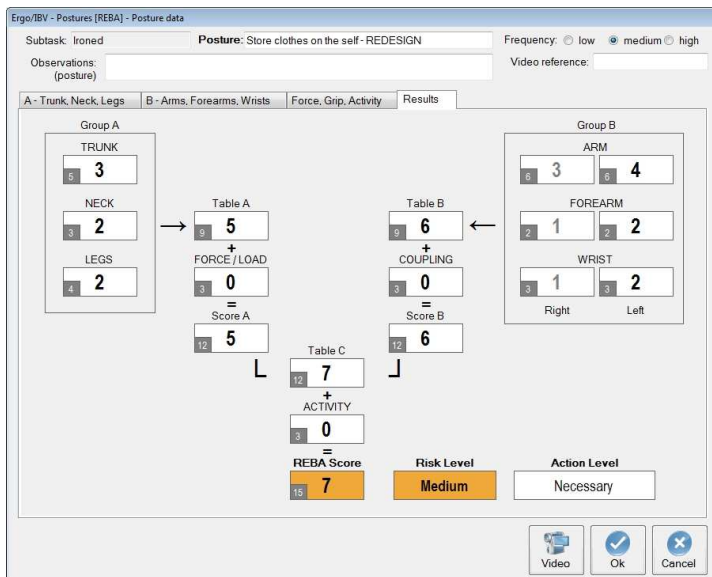 Ergo/IBV - Postures [REBA] - Posture data
Subtask: Ironed Posture: Store clothes on the self - REDESIGN Frequency: low medium high
Observations: (posture) Video reference:
A - Trunk, Neck, Legs B - Arms, Forearms, Wrists Force, Grip, Activity Results
Group A Group B
TRUNK ARM
5 3 6 3 6 4
NECK Table A Table B FOREARM
3 2 → 9 5 9 6 ← 2 1 2 2
+ +
LEGS FORCE / LOAD COUPLING WRIST
4 2 3 0 3 0 3 1 3 2
= =
Score A Score B Right Left
12 5 12 6
Table C
12 7
+
ACTIVITY
3 0
=
REBA Score Risk Level Action Level
15 7 Medium Necessary
Video Ok Cancel